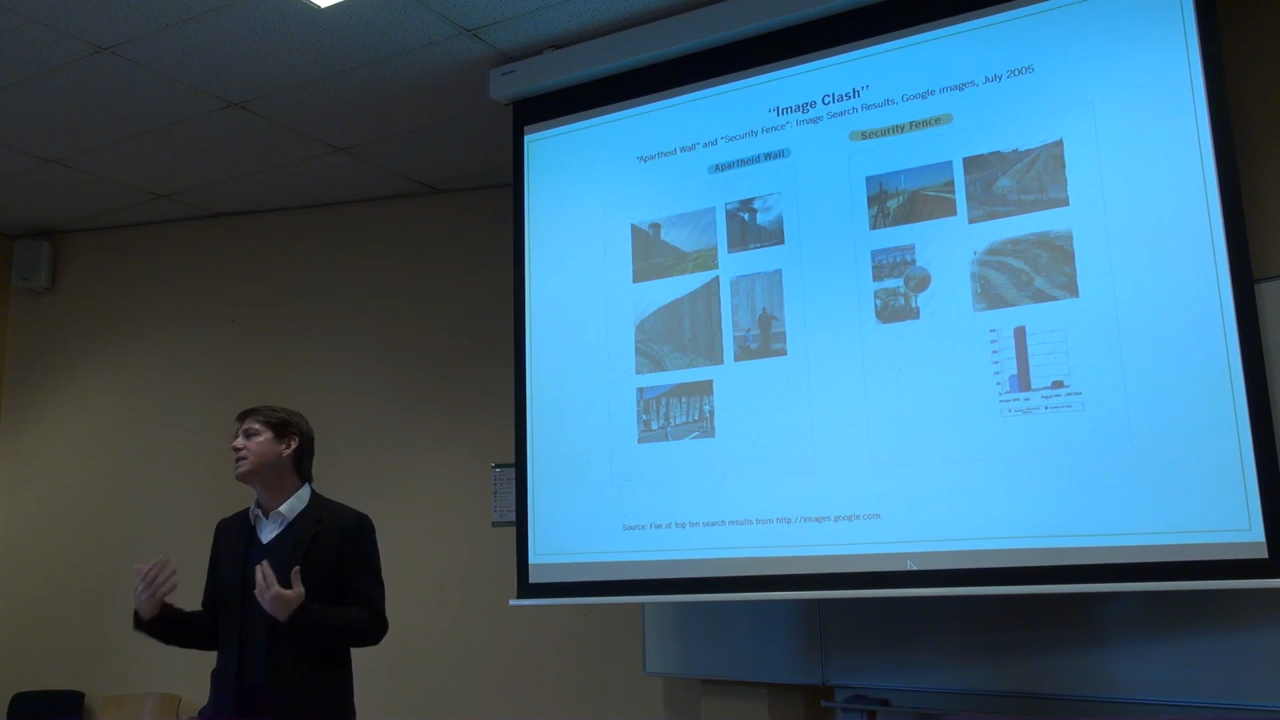 “Image Clash”
"Apartheid Wall" and "Security Fence": Image Search Results, Google images, July 2005
Apartheid Wall
Security Fence
Source: Five of top ten search results from http://images.google.com.